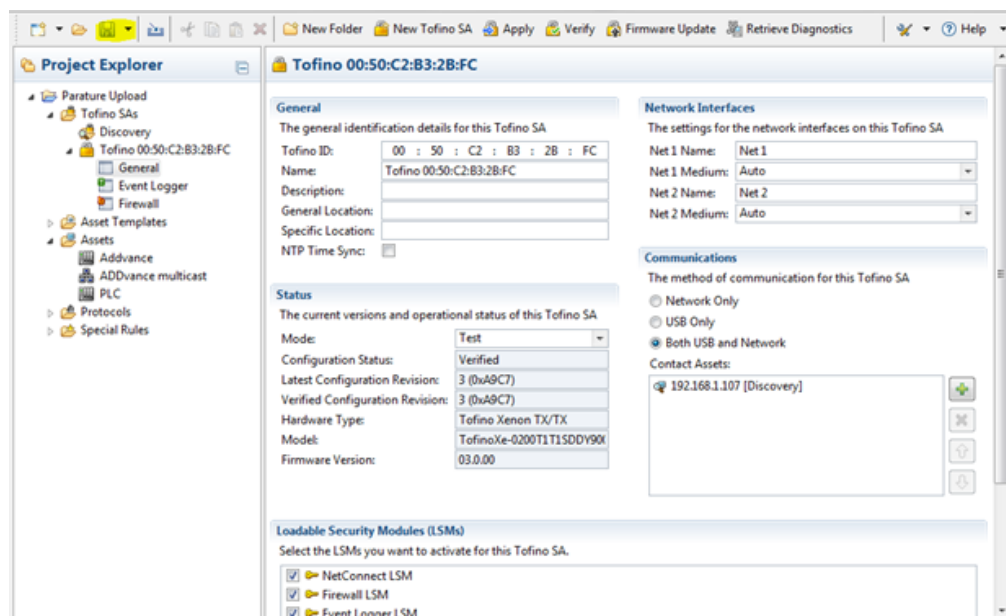 New Folder New Tofino SA Apply Verify Firmware Update Retrieve Diagnostics Help
Project Explorer
Parature Upload
Tofino SAs
Discovery
Tofino 00:50:C2:B3:2B:FC
General
Event Logger
Firewall
Asset Templates
Assets
Addvance
ADDvance multicast
PLC
Protocols
Special Rules
Tofino 00:50:C2:B3:2B:FC
General
The general identification details for this Tofino SA
Tofino ID: 00 : 50 : C2 : B3 : 2B : FC
Name: Tofino 00:50:C2:B3:2B:FC
Description:
General Location:
Specific Location:
NTP Time Sync:
Status
The current versions and operational status of this Tofino SA
Mode: Test
Configuration Status: Verified
Latest Configuration Revision: 3 (0xA9C7)
Verified Configuration Revision: 3 (0xA9C7)
Hardware Type: Tofino Xenon TX/TX
Model: TofinoXe-0200T1T1SDDY90(
Firmware Version: 03.0.00
Network Interfaces
The settings for the network interfaces on this Tofino SA
Net 1 Name: Net 1
Net 1 Medium: Auto
Net 2 Name: Net 2
Net 2 Medium: Auto
Communications
The method of communication for this Tofino SA
Network Only
USB Only
Both USB and Network
Contact Assets:
192.168.1.107 [Discovery]
Loadable Security Modules (LSMs)
Select the LSMs you want to activate for this Tofino SA.
NetConnect LSM
Firewall LSM
Event Logger LSM